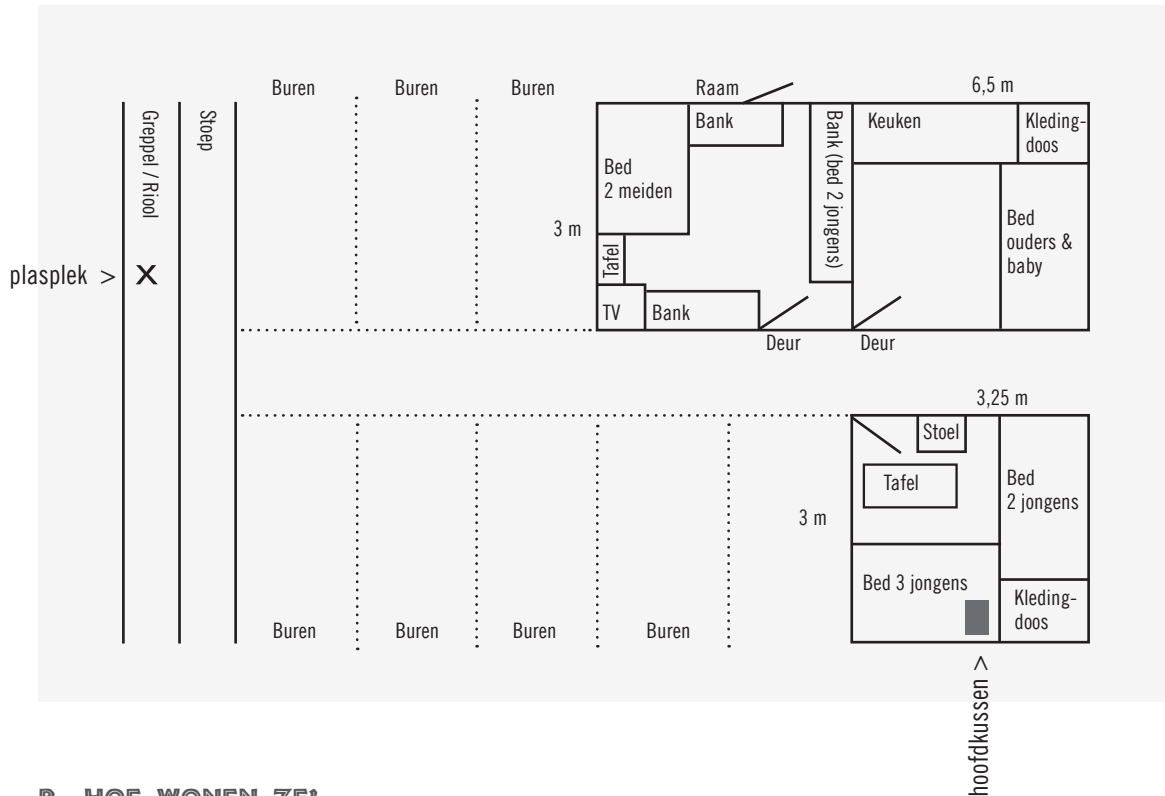 Buren
Buren
Buren
Raam
6,5 m
Greppel / Riool
Stoep
Bank
Bank (bed 2 jongens)
Keuken
Kleding-
doos
Bed
2 meiden
3 m
Bed
ouders &
baby
Tafel
plasplek >
X
TV
Bank
Deur
Deur
3,25 m
Stoel
Tafel
Bed
2 jongens
3 m
Bed 3 jongens
Kleding-
doos
Buren
Buren
Buren
Buren
hoofdkussen >